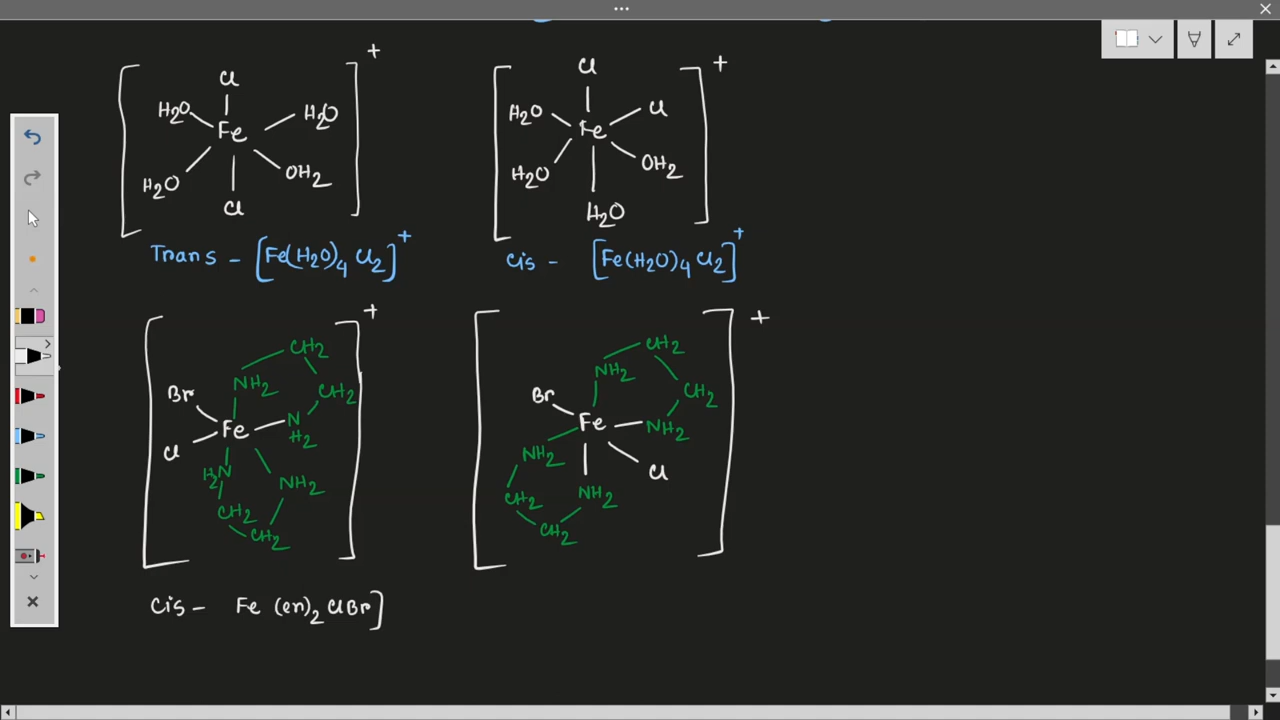 +
+
Cl
Cl
H2O
H2O
H2O
Cl
Fe
Fe
H2O
OH2
H2O
OH2
Cl
H2O
Trans - [Fe(H2O)4 Cl2]+
Cis - [Fe(H2O)4 Cl2]+
+
+
CH2
CH2
NH2
NH2
Br
CH2
Br
CH2
Fe
N
H2
Fe
NH2
Cl
NH2
Cl
H2N
NH2
NH2
CH2
CH2
CH2
CH2
Cis - Fe (en)2 ClBr]